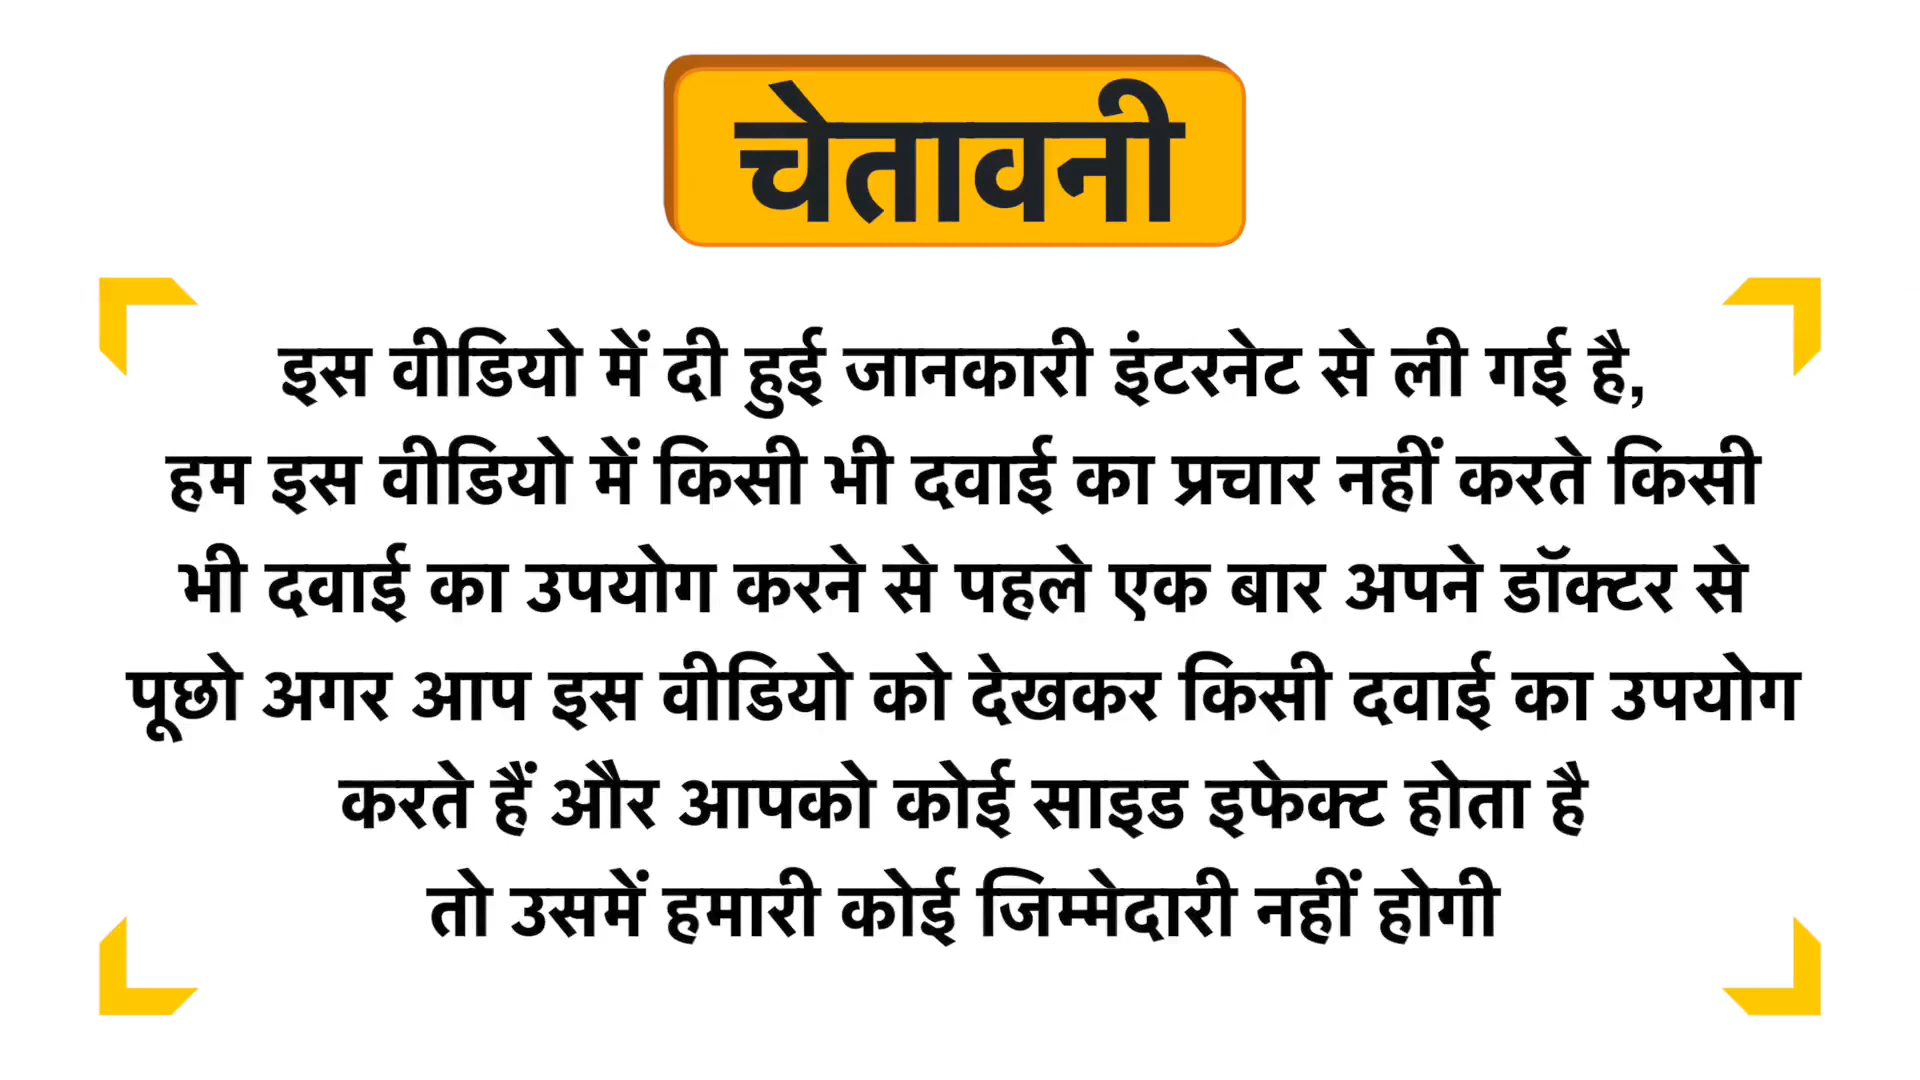 चेतावनी
इस वीडियो में दी हुई जानकारी इंटरनेट से ली गई है,
हम इस वीडियो में किसी भी दवाई का प्रचार नहीं करते किसी
भी दवाई का उपयोग करने से पहले एक बार अपने डॉक्टर से
पूछो अगर आप इस वीडियो को देखकर किसी दवाई का उपयोग
करते हैं और आपको कोई साइड इफेक्ट होता है
तो उसमें हमारी कोई जिम्मेदारी नहीं होगी